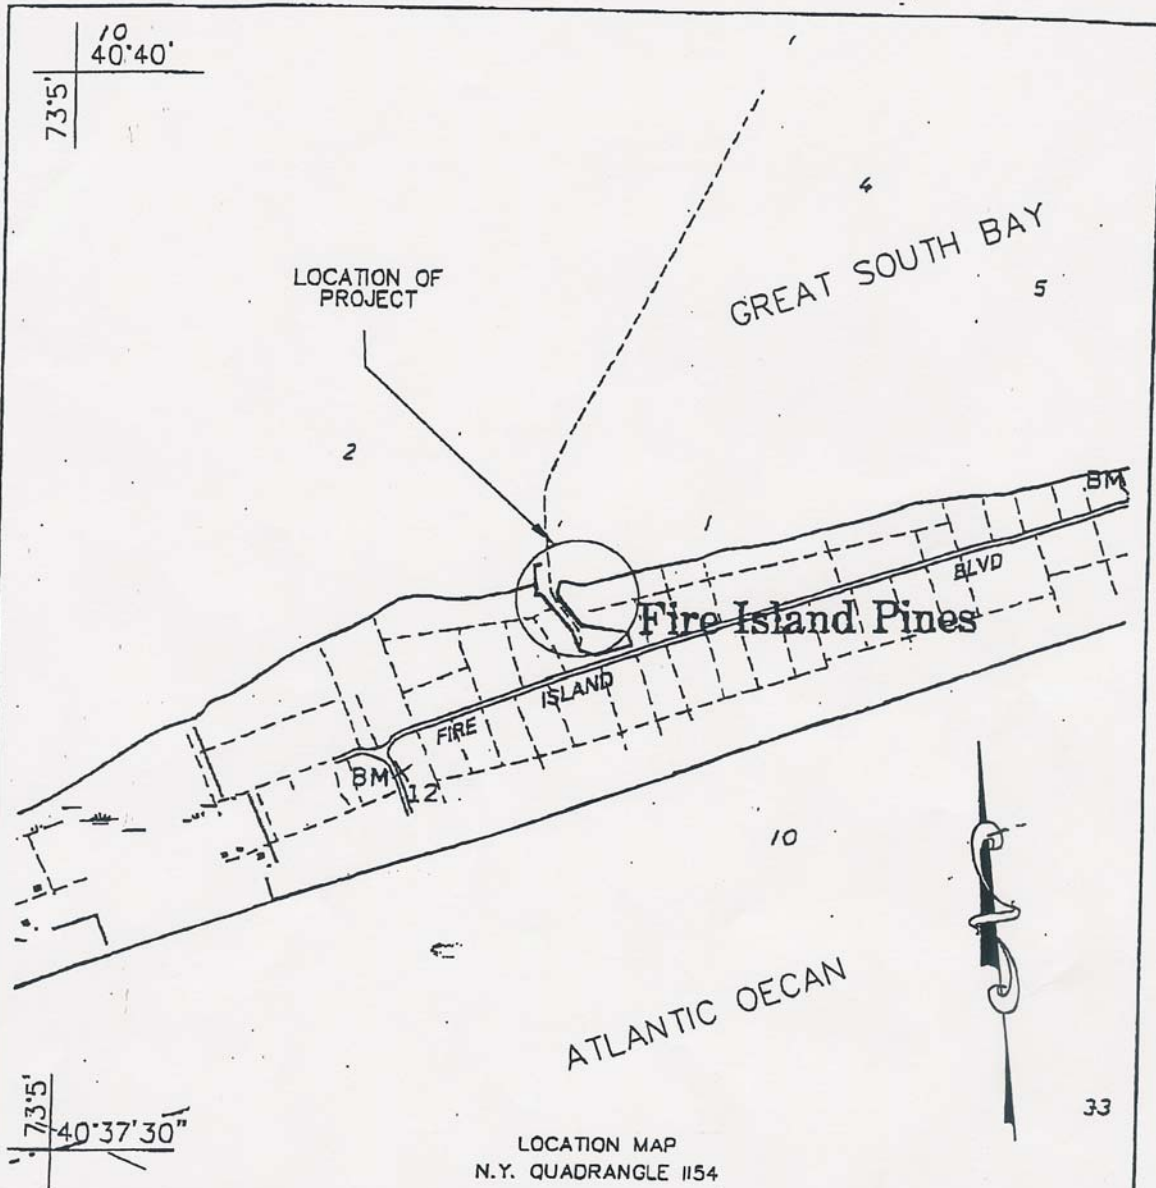 10
40°40'
73°5'
4
GREAT SOUTH BAY
5
LOCATION OF
PROJECT
2
BM
BLVD
Fire Island Pines
ISLAND
FIRE
BM
12
10
ATLANTIC OECAN
33
73°5'
40°37'30"
LOCATION MAP
N.Y. QUADRANGLE 1154